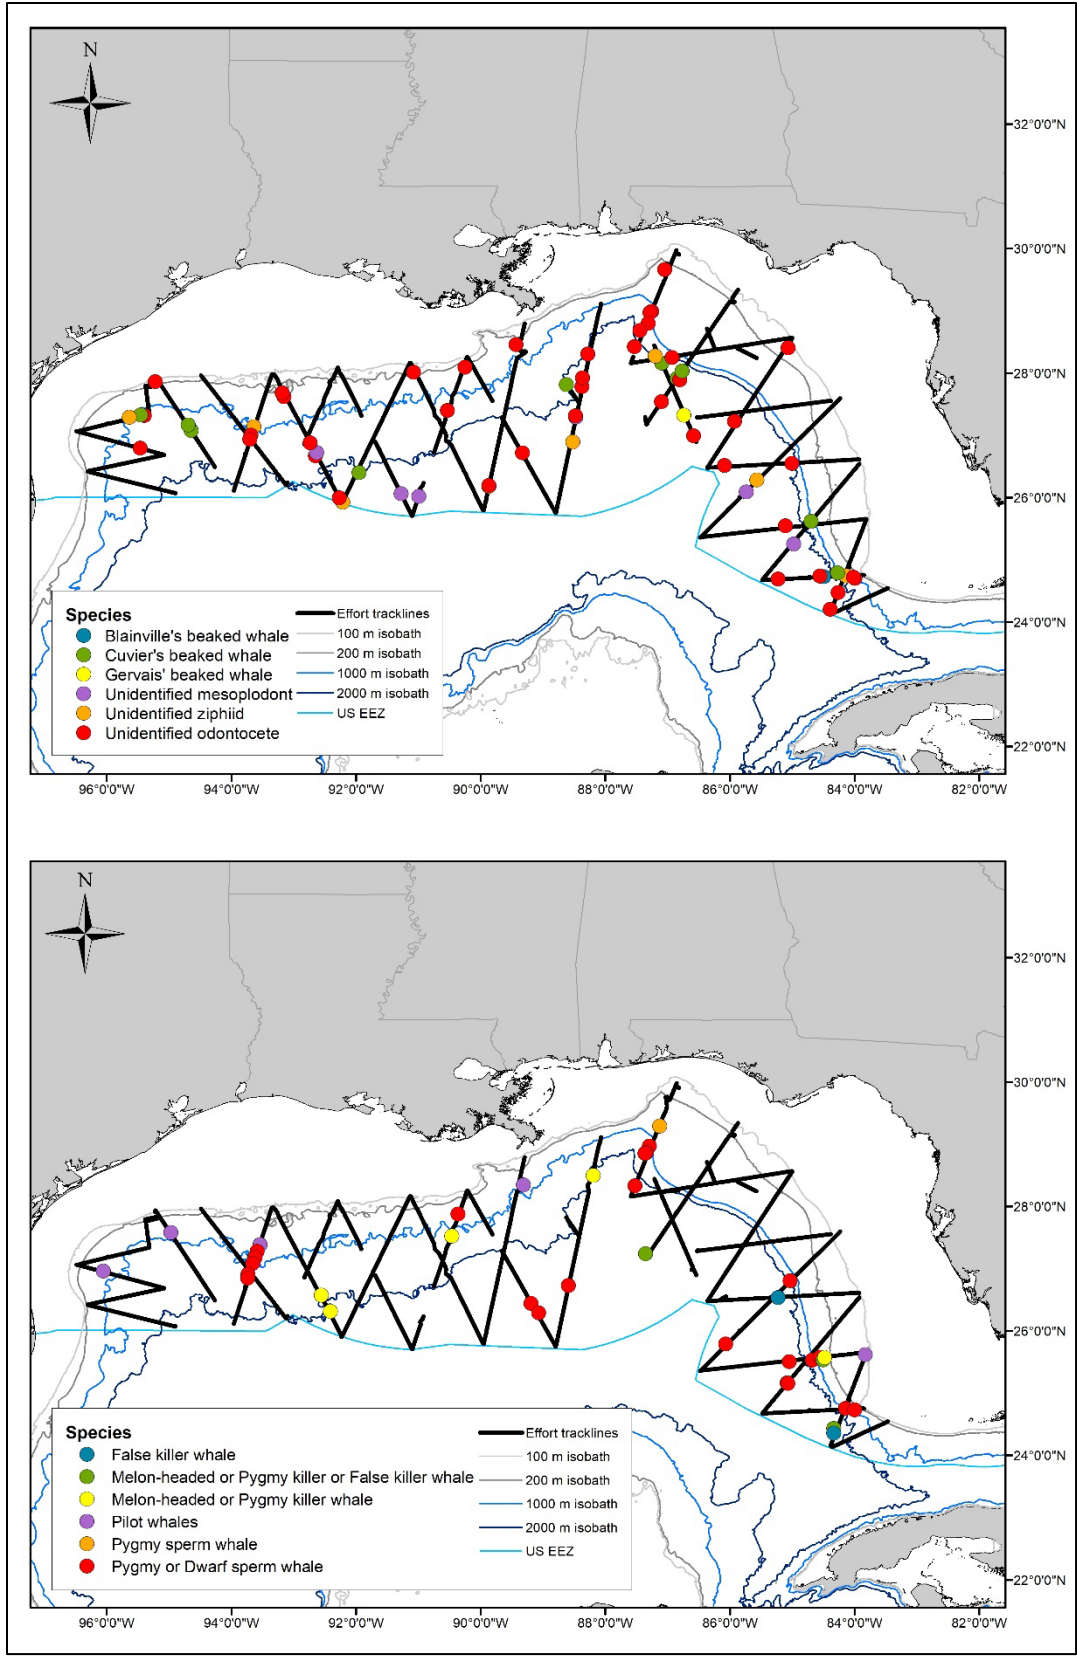 N
32°0'0"N
30°0'0"N
28°0'0"N
26°0'0"N
24°0'0"N
22°0'0"N
Species
Blainville's beaked whale
Cuvier's beaked whale
Gervais' beaked whale
Unidentified mesoplodont
Unidentified ziphiid
Unidentified odontocete
Effort tracklines
100 m isobath
200 m isobath
1000 m isobath
2000 m isobath
US EEZ
96°0'0"W 94°0'0"W 92°0'0"W 90°0'0"W 88°0'0"W 86°0'0"W 84°0'0"W 82°0'0"W
N
32°0'0"N
30°0'0"N
28°0'0"N
26°0'0"N
24°0'0"N
22°0'0"N
Species
False killer whale
Melon-headed or Pygmy killer or False killer whale
Melon-headed or Pygmy killer whale
Pilot whales
Pygmy sperm whale
Pygmy or Dwarf sperm whale
Effort tracklines
100 m isobath
200 m isobath
1000 m isobath
2000 m isobath
US EEZ
96°0'0"W 94°0'0"W 92°0'0"W 90°0'0"W 88°0'0"W 86°0'0"W 84°0'0"W 82°0'0"W